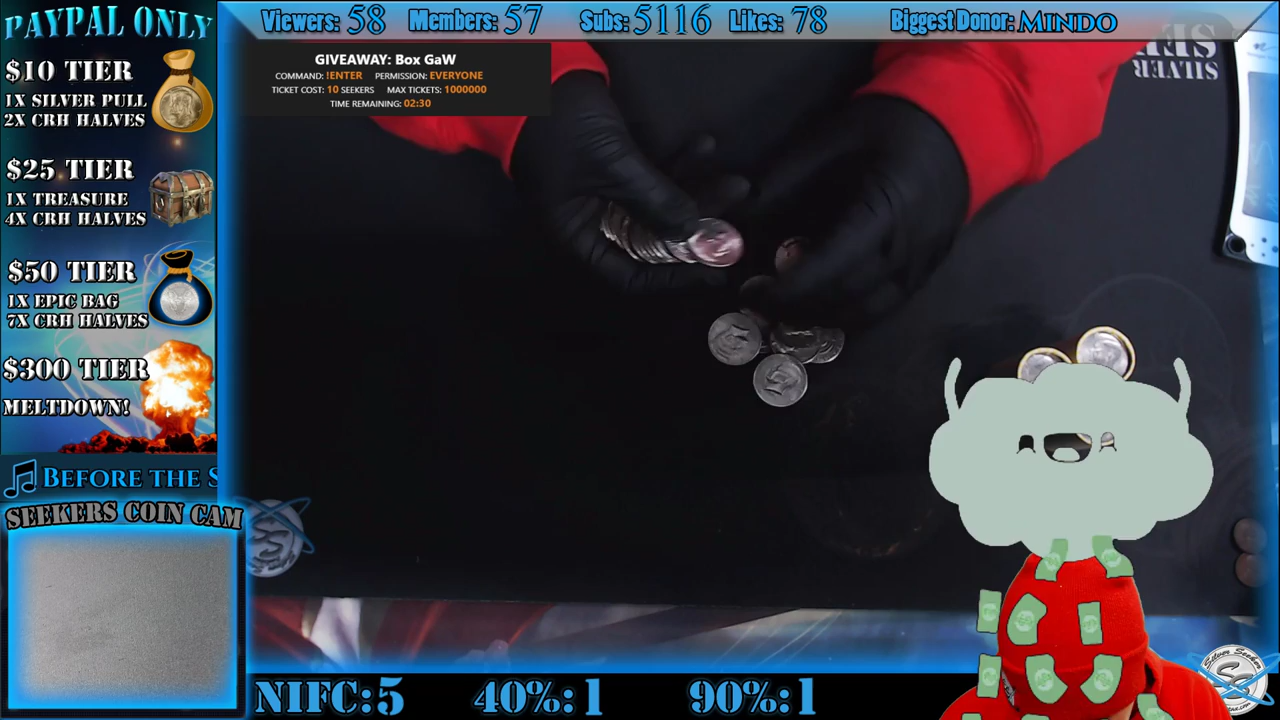 PAYPAL ONLY
$10 TIER
1X SILVER PULL
2X CRH HALVES
$25 TIER
1X TREASURE
4X CRH HALVES
$50 TIER
1X EPIC BAG
7X CRH HALVES
$300 TIER
MELTDOWN!
BEFORE THE S
SEEKERS COIN CAM
Viewers: 58 Members: 57 Subs: 5116 Likes: 78 Biggest Donor: MINDO
GIVEAWAY: Box GaW
COMMAND: !ENTER PERMISSION: EVERYONE
TICKET COST: 10 SEEKERS MAX TICKETS: 1000000
TIME REMAINING: 02:30
SILVER
NIFC:5 40%:1 90%:1
Silver Seeker